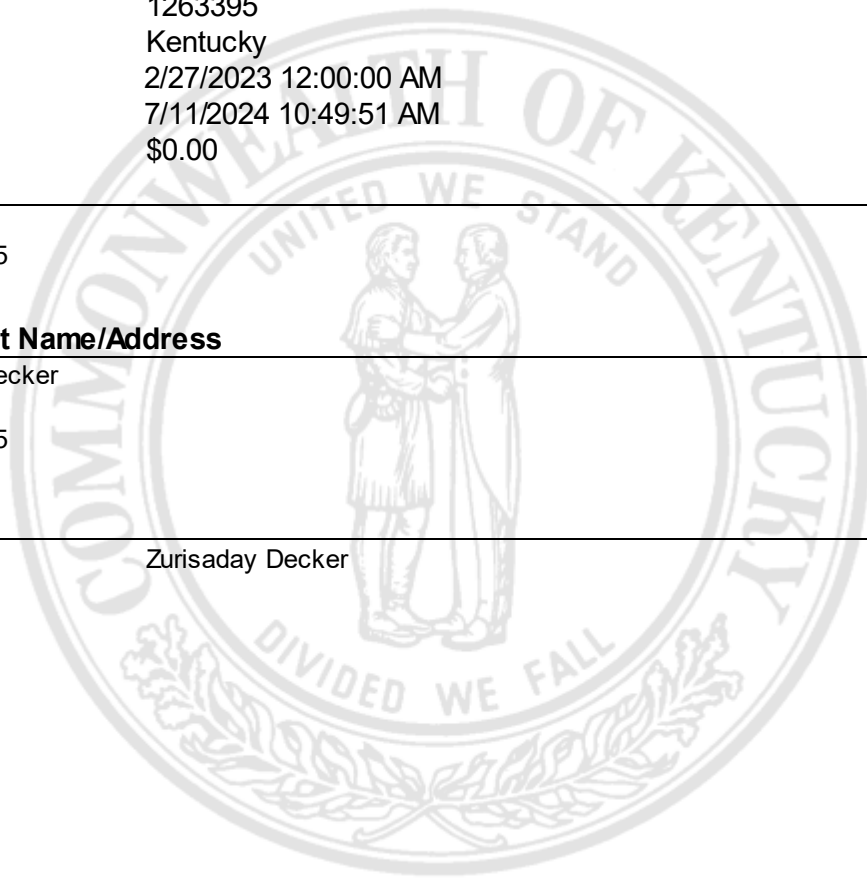 1263395
Kentucky
2/27/2023 12:00:00 AM
7/11/2024 10:49:51 AM
$0.00
5
t Name/Address
ecker
5
Zurisaday Decker
COMMONWEALTH OF KENTUCKY
UNITED WE STAND
DIVIDED WE FALL